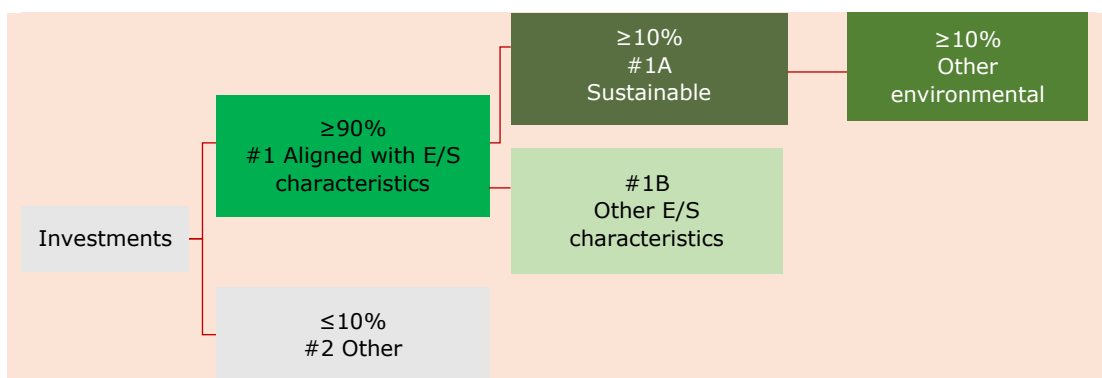 Investments
≥90%
#1 Aligned with E/S
characteristics
≤10%
#2 Other
≥10%
#1A
Sustainable
#1B
Other E/S
characteristics
≥10%
Other
environmental